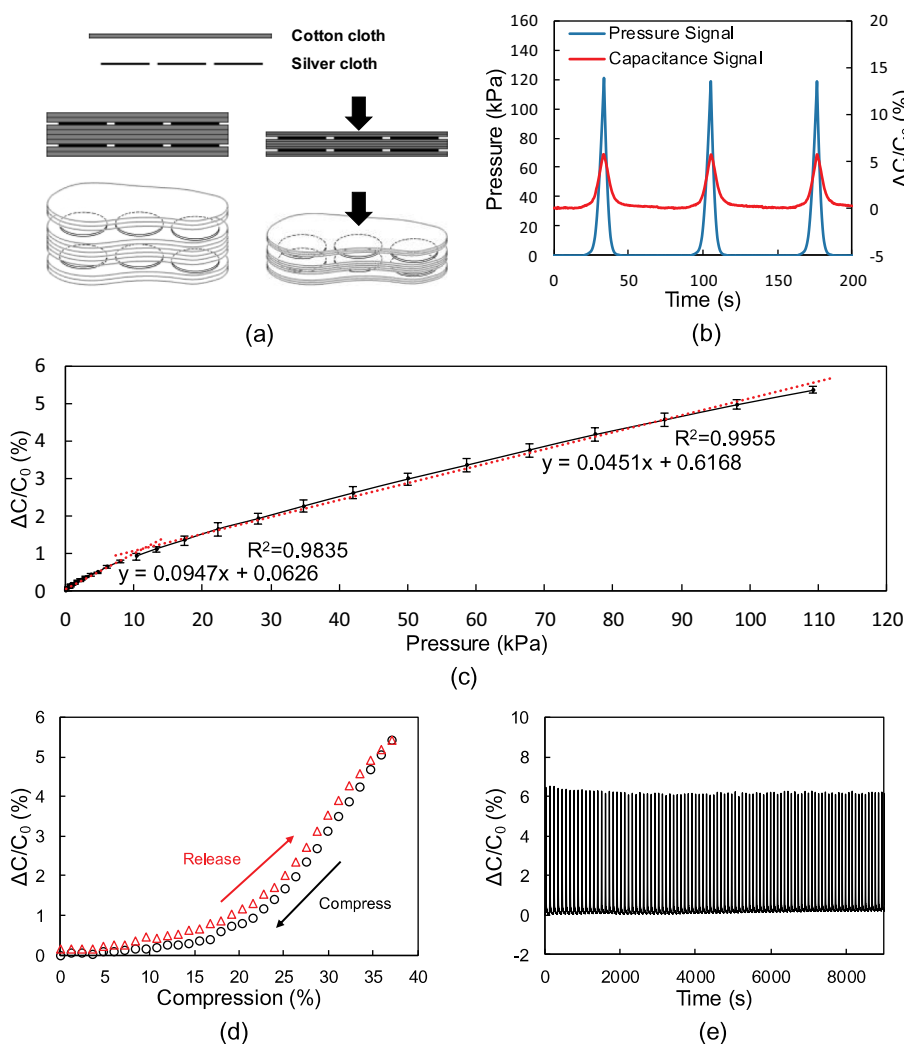 Cotton cloth
Silver cloth
(a)
160
140
120
100
80
60
40
20
0
Pressure (kPa)
Pressure Signal
Capacitance Signal
20
15
10
5
0
-5
ΔC/C₀ (%)
0 50 100 150 200
Time (s)
(b)
6
5
4
3
2
1
0
ΔC/C₀ (%)
R²=0.9955
y = 0.0451x + 0.6168
R²=0.9835
y = 0.0947x + 0.0626
0 10 20 30 40 50 60 70 80 90 100 110 120
Pressure (kPa)
(c)
6
5
4
3
2
1
0
ΔC/C₀ (%)
Release
Compress
0 5 10 15 20 25 30 35 40
Compression (%)
(d)
10
8
6
4
2
0
-2
ΔC/C₀ (%)
0 2000 4000 6000 8000
Time (s)
(e)